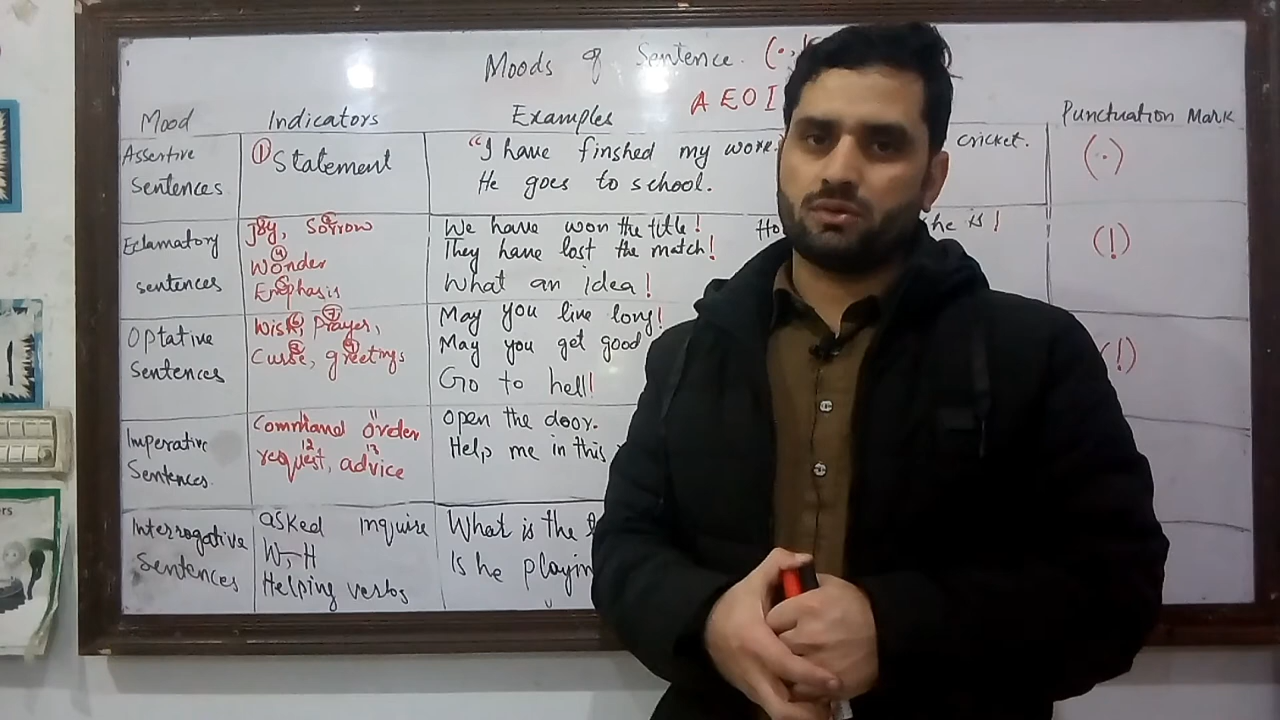 Moods of Sentence. (.,
A E O I
Mood Indicators Examples Punctuation Mark
Assertive
Sentences
① Statement
"I have finshed my work. cricket.
He goes to school.
(.)
Eclamatory
sentences
Joy, Sorrow
Wonder
Emphasis
We have won the title! he is!
They have lost the match!
What an idea!
(!)
Optative
Sentences
Wish, Prayer,
Curse, greetings
May you live long!
May you get good
Go to hell!
(!)
Imperative
Sentences.
Command order
request, advice
Open the door.
Help me in this
Interrogative
Sentences
asked inquire
W-H
Helping verbs
What is the
Is he playin